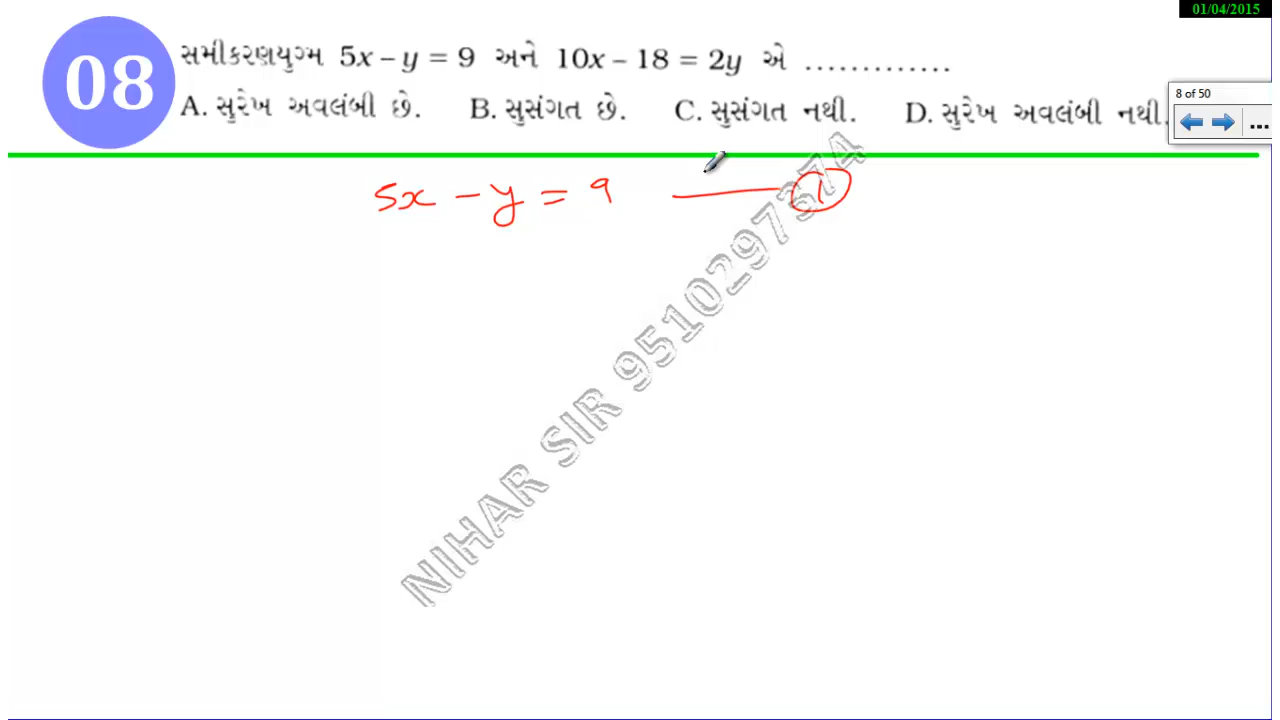 01/04/2015
08
સમીકરણયુગ્મ 5x – y = 9 અને 10x – 18 = 2y એ .............
A. સુરેખ અવલંબી છે. B. સુસંગત છે. C. સુસંગત નથી. D. સુરેખ અવલંબી નથી.
8 of 50
...
5x – y = 9 —— 1
NIHAR SIR 9510297374